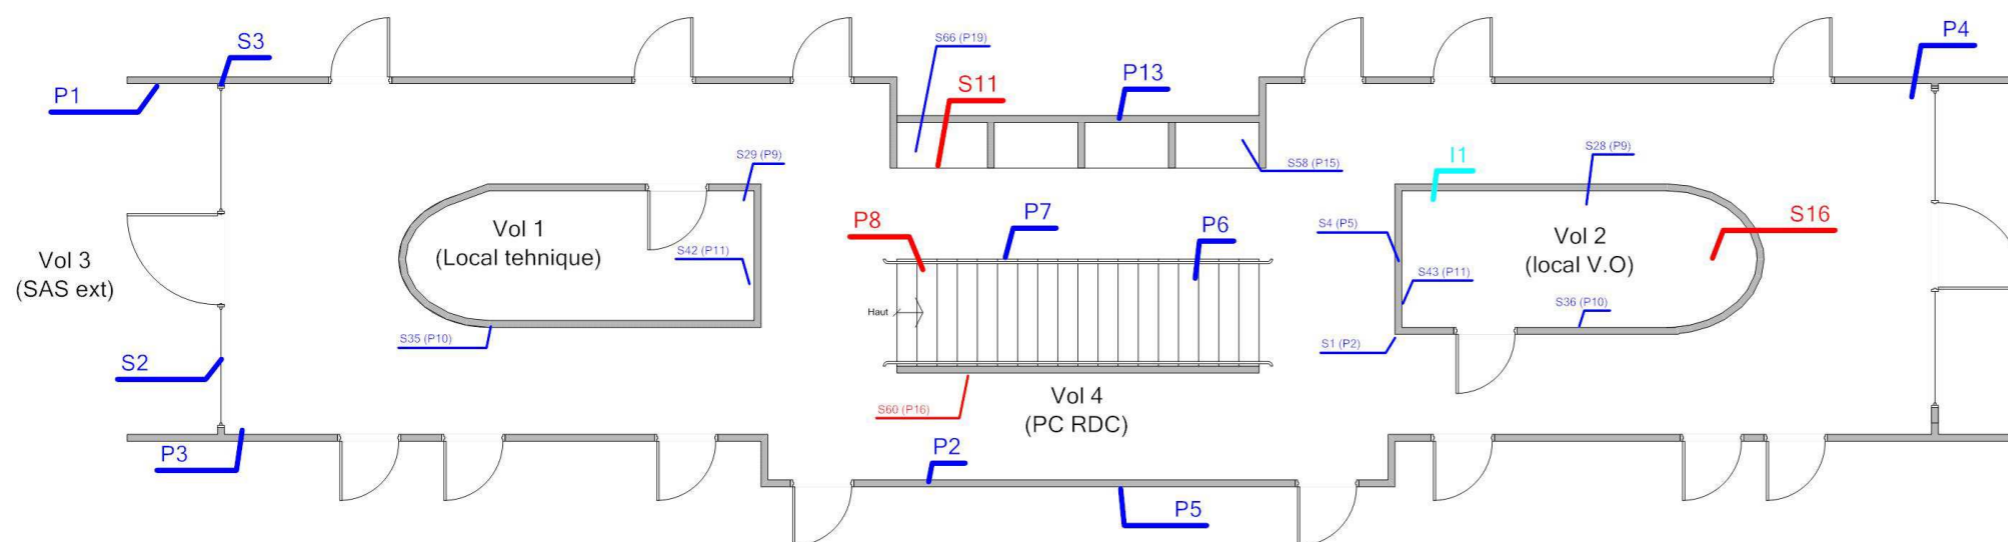 S3
P4
S66 (P19)
P13
S11
P1
S29 (P9)
I1
S28 (P9)
S58 (P15)
P8
P7
P6
S4 (P5)
S16
Vol 1
(Local tehnique)
Vol 2
(local V.O)
S42 (P11)
Vol 3
(SAS ext)
S43 (P11)
Haut
S36 (P10)
S35 (P10)
S1 (P2)
S2
S60 (P16)
Vol 4
(PC RDC)
P3
P2
P5